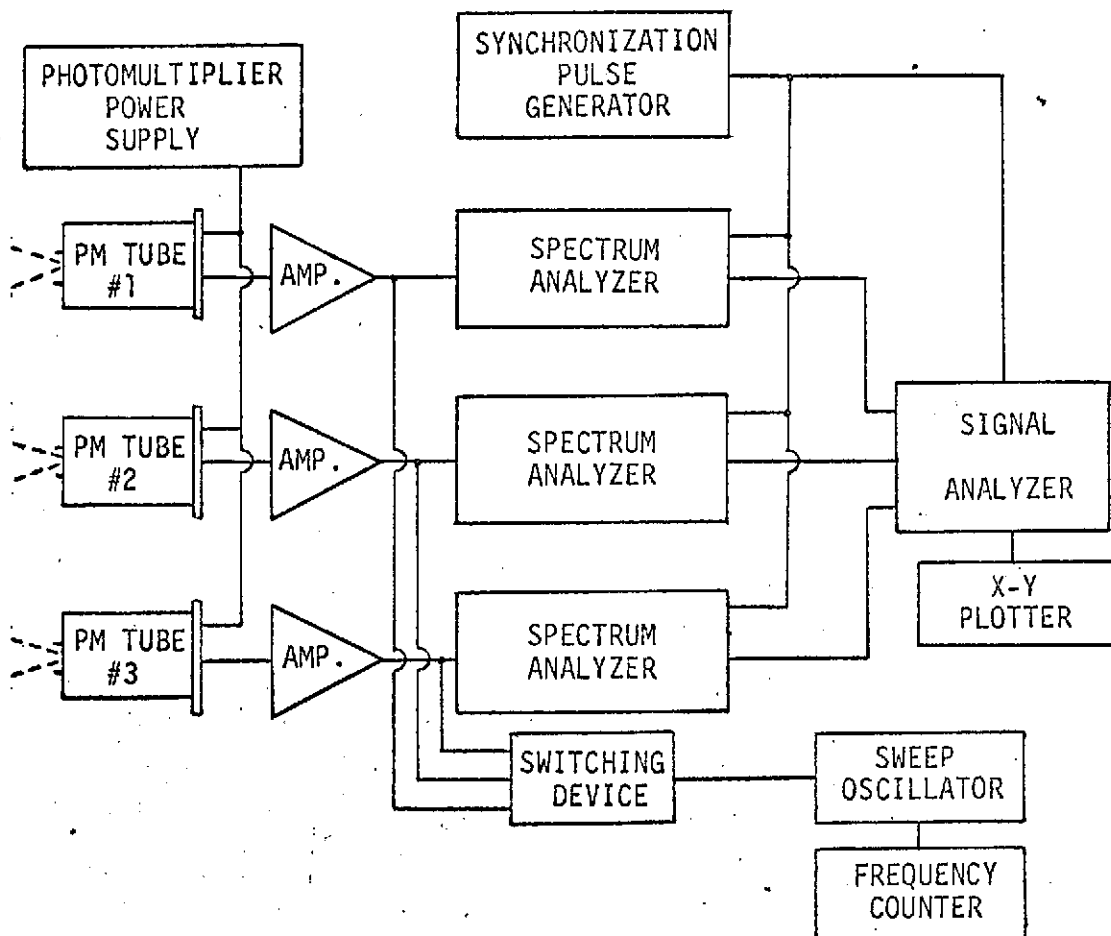 PHOTOMULTIPLIER
POWER
SUPPLY
SYNCHRONIZATION
PULSE
GENERATOR
PM TUBE
#1
AMP.
SPECTRUM
ANALYZER
PM TUBE
#2
AMP.
SPECTRUM
ANALYZER
SIGNAL
ANALYZER
PM TUBE
#3
AMP.
SPECTRUM
ANALYZER
X-Y
PLOTTER
SWITCHING
DEVICE
SWEEP
OSCILLATOR
FREQUENCY
COUNTER